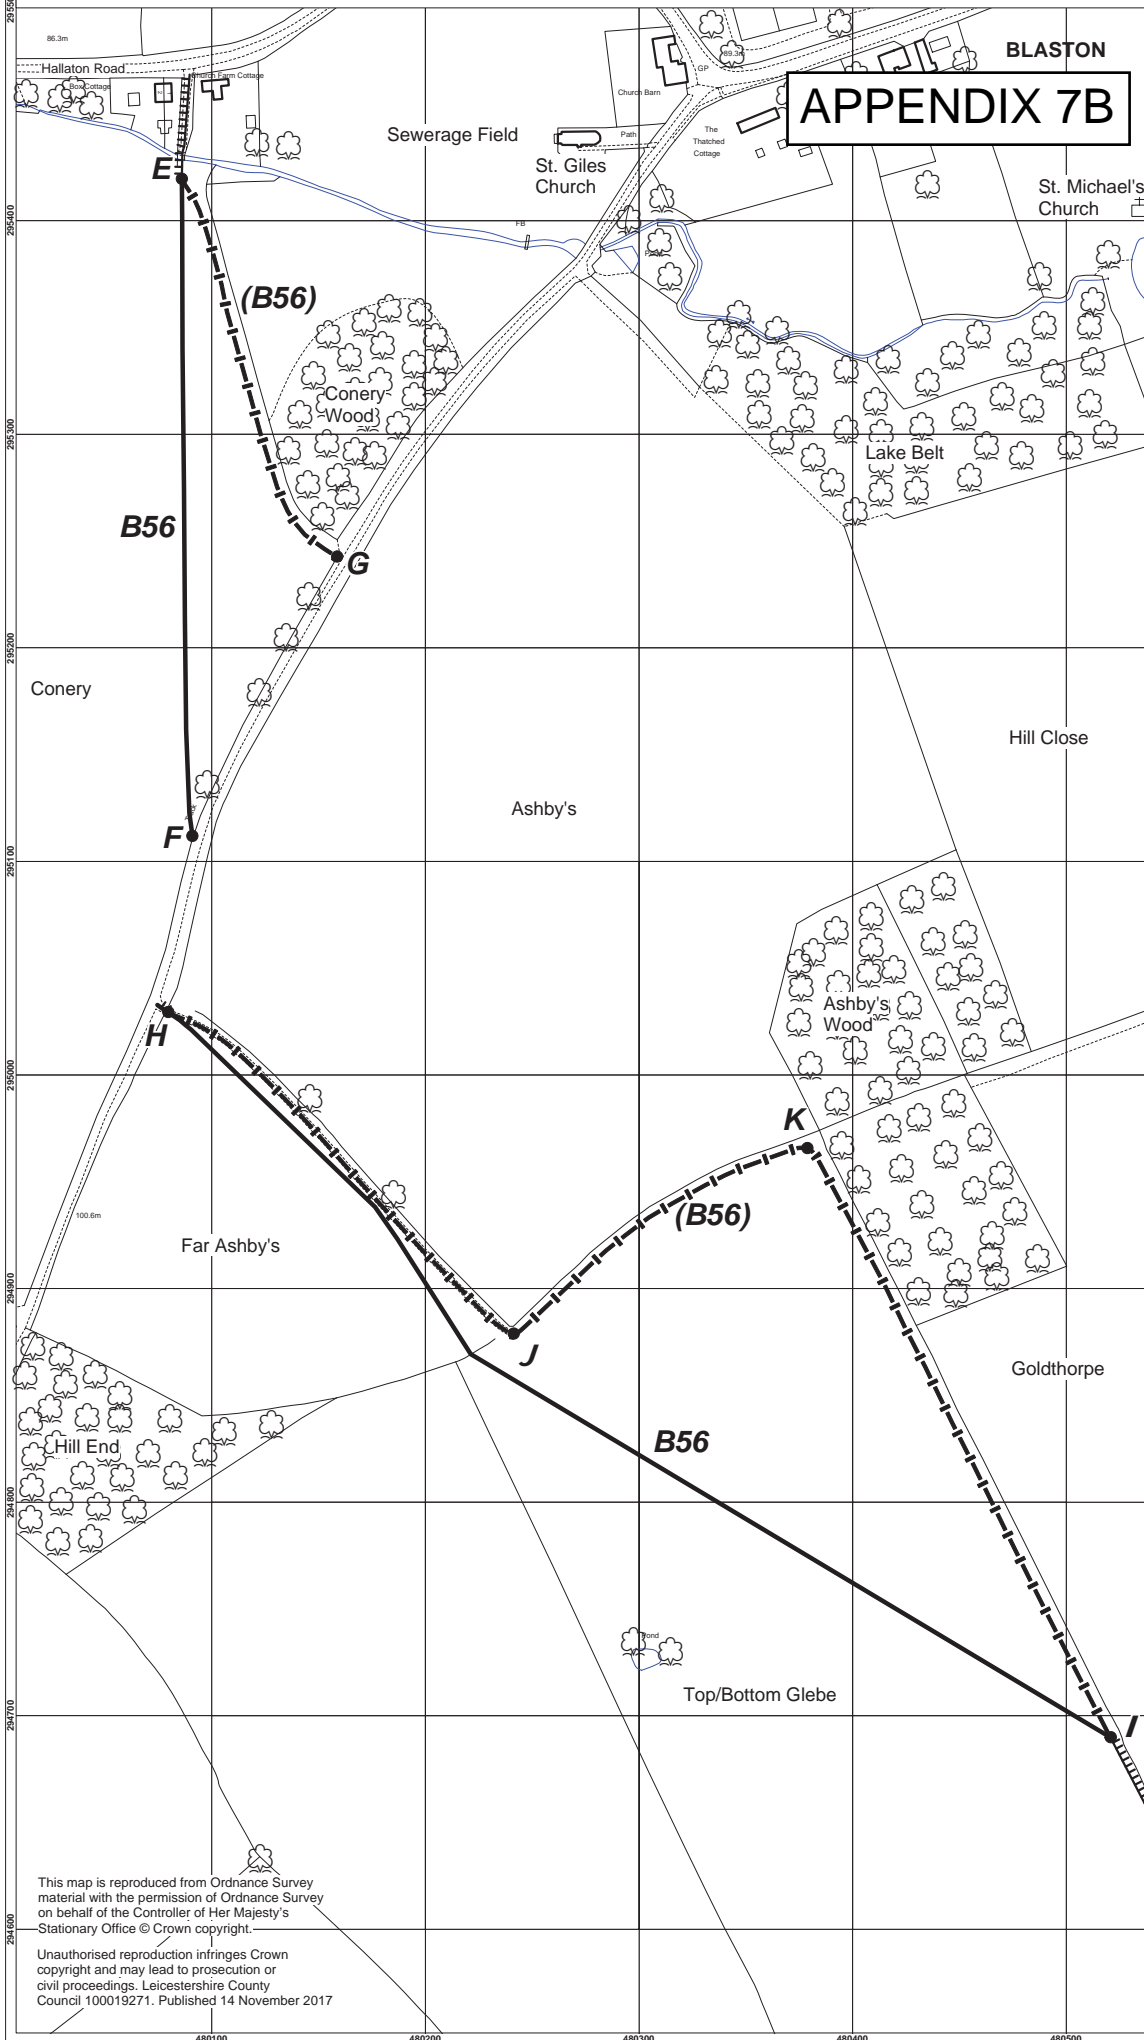 29550
86.3m
Hallaton Road
Box Cottage
Church Farm Cottage
2
BLASTON
APPENDIX 7B
89.3m
GP
Church Barn
Sewerage Field
Path
The
Thatched
Cottage
St. Giles
Church
E
St. Michael's
Church
295400
FB
(B56)
Conery
Wood
295300
Lake Belt
B56
G
295200
Conery
Hill Close
Ashby's
F
295100
Ashby's
Wood
H
295000
K
100.6m
(B56)
Far Ashby's
294900
J
Goldthorpe
B56
Hill End
294800
Pond
Top/Bottom Glebe
294700
I
This map is reproduced from Ordnance Survey
material with the permission of Ordnance Survey
on behalf of the Controller of Her Majesty's
Stationary Office © Crown copyright.
294600
Unauthorised reproduction infringes Crown
copyright and may lead to prosecution or
civil proceedings. Leicestershire County
Council 100019271. Published 14 November 2017
480100
480200
480300
480400
480500